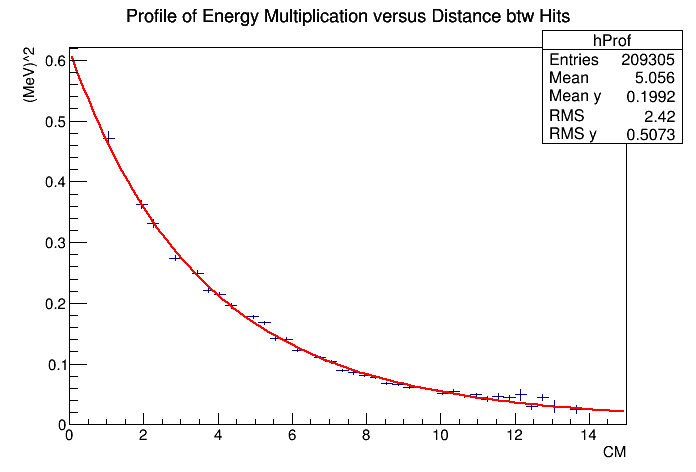 Profile of Energy Multiplication versus Distance btw Hits
hProf
Entries 209305
Mean 5.056
Mean y 0.1992
RMS 2.42
RMS y 0.5073
(MeV)^2
0.6
0.5
0.4
0.3
0.2
0.1
0
0 2 4 6 8 10 12 14
CM